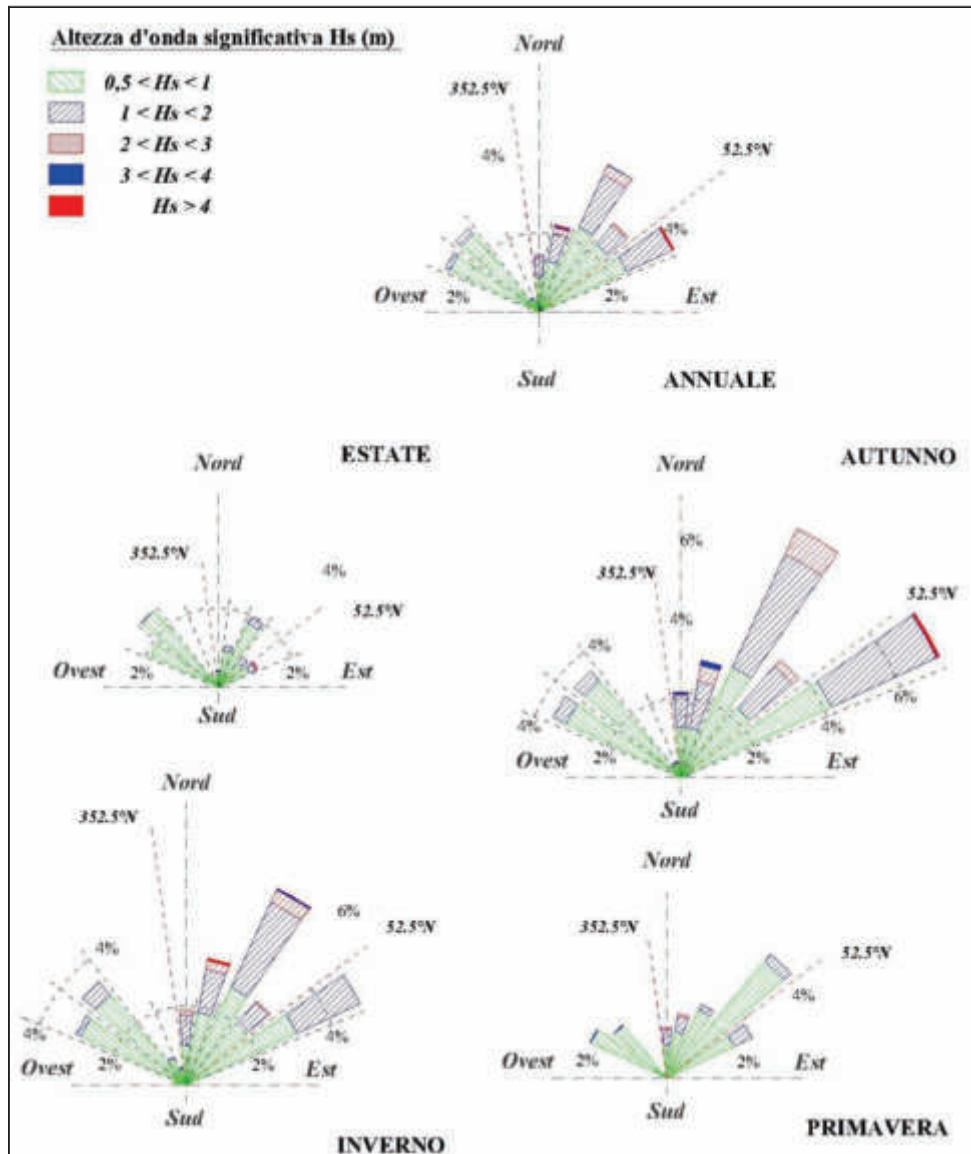 Altezza d'onda significativa Hs (m)
0,5 < Hs < 1
1 < Hs < 2
2 < Hs < 3
3 < Hs < 4
Hs > 4
Nord
352.5°N
52.5°N
4%
4%
Ovest
2%
2%
Est
Sud
ANNUALE
ESTATE
Nord
352.5°N
4%
52.5°N
Ovest
2%
2%
Est
Sud
AUTUNNO
Nord
6%
352.5°N
52.5°N
4%
4%
6%
4%
4%
Ovest
2%
2%
Est
Sud
Nord
352.5°N
6%
52.5°N
4%
4%
4%
Ovest
2%
2%
Est
Sud
INVERNO
Nord
352.5°N
52.5°N
4%
Ovest
2%
2%
Est
Sud
PRIMAVERA